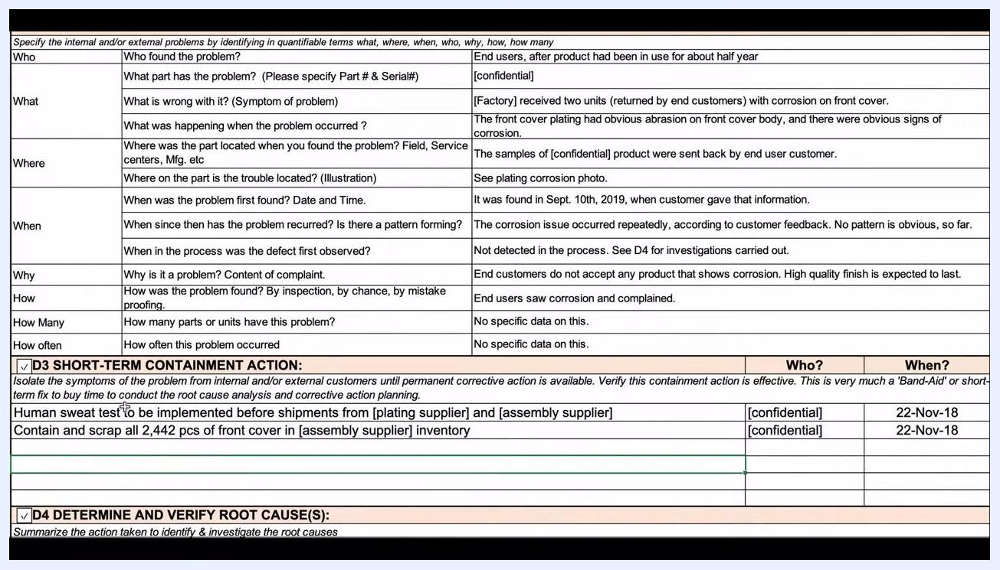 Specify the internal and/or external problems by identifying in quantifiable terms what, where, when, who, why, how, how many
Who
Who found the problem?
End users, after product had been in use for about half year
What
What part has the problem? (Please specify Part # & Serial#)
[confidential]
What is wrong with it? (Symptom of problem)
[Factory] received two units (returned by end customers) with corrosion on front cover.
What was happening when the problem occurred ?
The front cover plating had obvious abrasion on front cover body, and there were obvious signs of
corrosion.
Where
Where was the part located when you found the problem? Field, Service
centers, Mfg. etc
The samples of [confidential] product were sent back by end user customer.
Where on the part is the trouble located? (Illustration)
See plating corrosion photo.
When
When was the problem first found? Date and Time.
It was found in Sept. 10th, 2019, when customer gave that information.
When since then has the problem recurred? Is there a pattern forming?
The corrosion issue occurred repeatedly, according to customer feedback. No pattern is obvious, so far.
When in the process was the defect first observed?
Not detected in the process. See D4 for investigations carried out.
Why
Why is it a problem? Content of complaint.
End customers do not accept any product that shows corrosion. High quality finish is expected to last.
How
How was the problem found? By inspection, by chance, by mistake
proofing.
End users saw corrosion and complained.
How Many
How many parts or units have this problem?
No specific data on this.
How often
How often this problem occurred
No specific data on this.
D3 SHORT-TERM CONTAINMENT ACTION:
Who?
When?
Isolate the symptoms of the problem from internal and/or external customers until permanent corrective action is available. Verify this containment action is effective. This is very much a 'Band-Aid' or short-
term fix to buy time to conduct the root cause analysis and corrective action planning.
Human sweat test to be implemented before shipments from [plating supplier] and [assembly supplier]
[confidential]
22-Nov-18
Contain and scrap all 2,442 pcs of front cover in [assembly supplier] inventory
[confidential]
22-Nov-18
D4 DETERMINE AND VERIFY ROOT CAUSE(S):
Summarize the action taken to identify & investigate the root causes